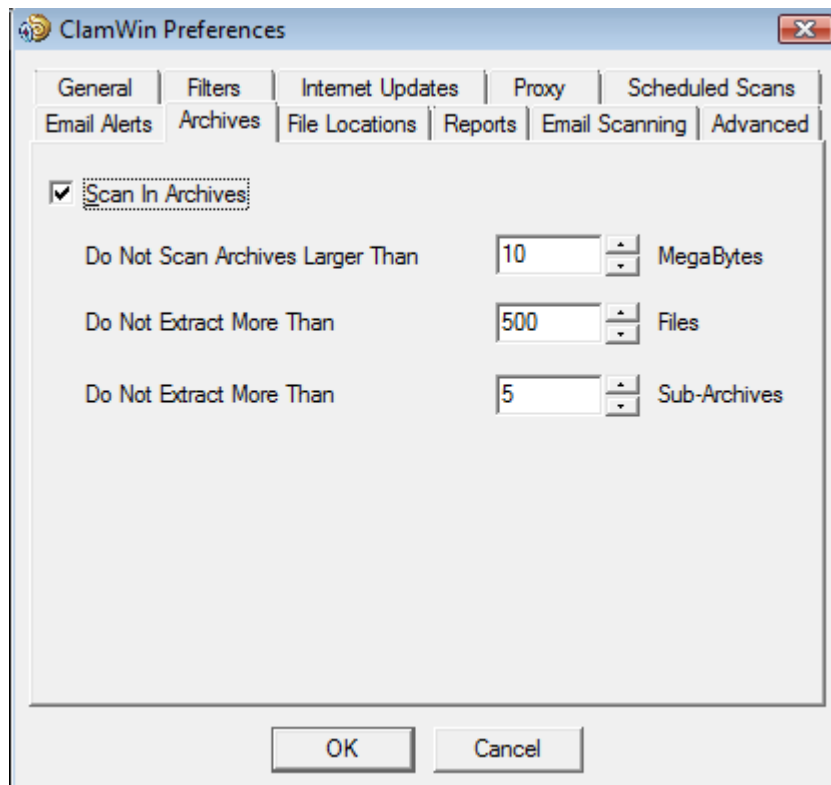 ClamWin Preferences
General Filters Internet Updates Proxy Scheduled Scans
Email Alerts Archives File Locations Reports Email Scanning Advanced
Scan In Archives
Do Not Scan Archives Larger Than 10 MegaBytes
Do Not Extract More Than 500 Files
Do Not Extract More Than 5 Sub-Archives
OK Cancel